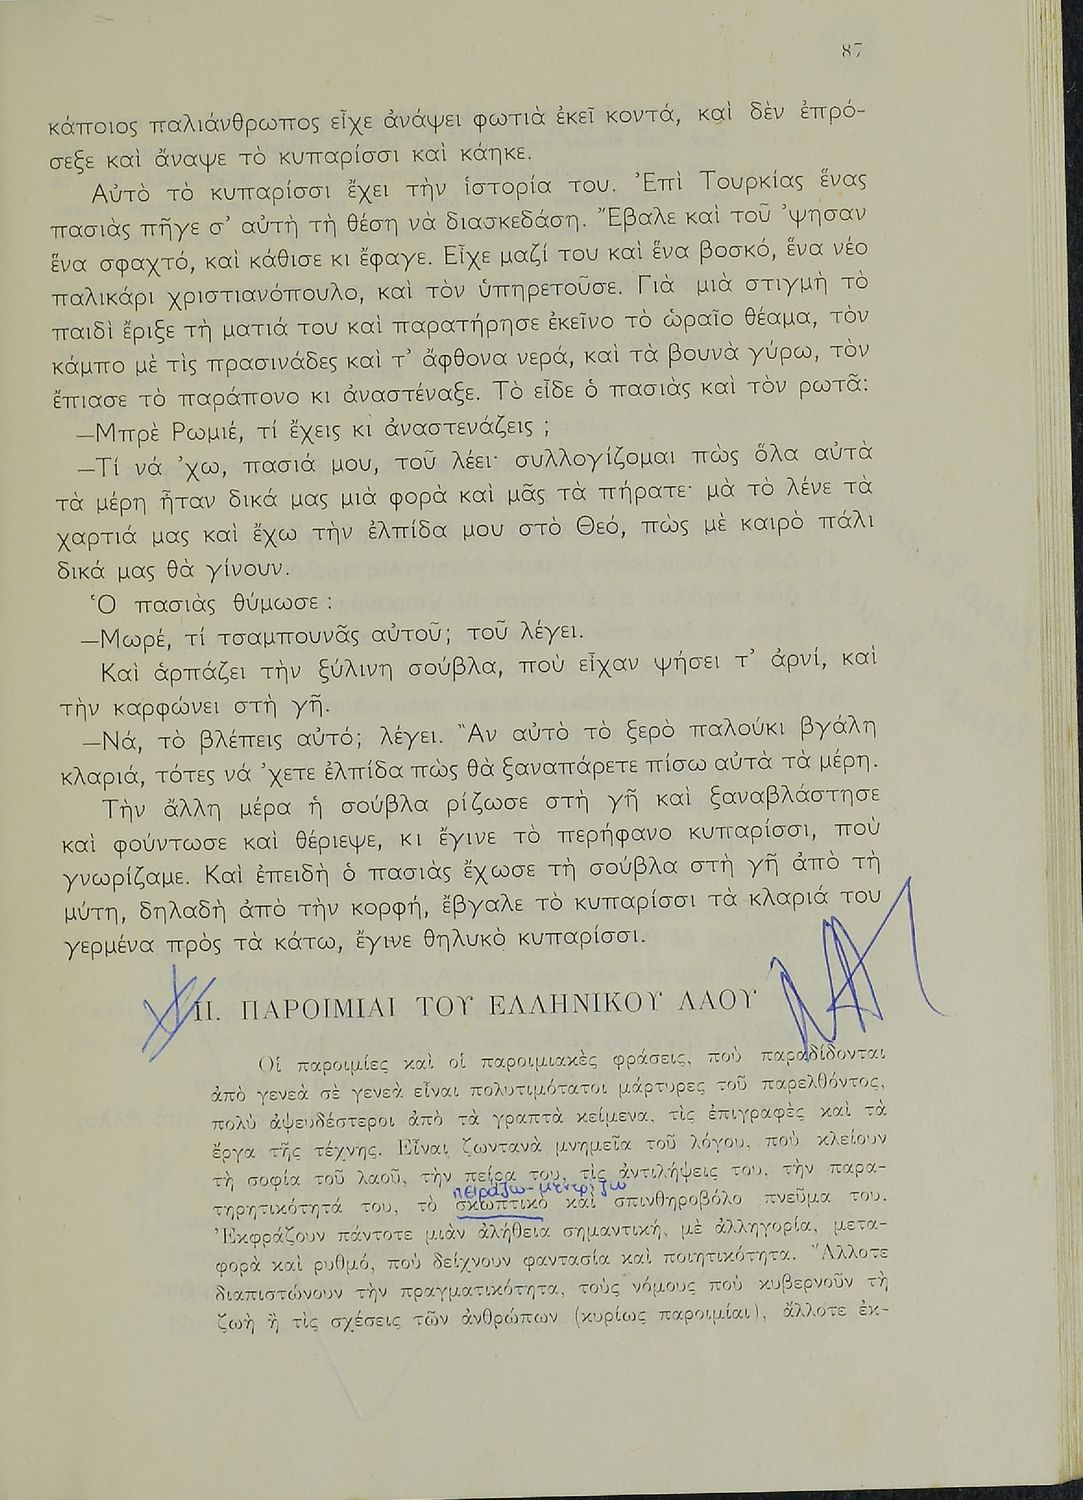 87
κάποιος παλιάνθρωπος εἶχε ἀνάψει φωτιὰ ἐκεῖ κοντά, καὶ δὲν ἐπρό-
σεξε καὶ ἄναψε τὸ κυπαρίσσι καὶ κάηκε.
Αὐτὸ τὸ κυπαρίσσι ἔχει τὴν ἱστορία του. Ἐπὶ Τουρκίας ἕνας
πασιὰς πῆγε σ' αὐτὴ τὴ θέση νὰ διασκεδάση. Ἔβαλε καὶ τοῦ 'ψησαν
ἕνα σφαχτό, καὶ κάθισε κι ἔφαγε. Εἶχε μαζί του καὶ ἕνα βοσκό, ἕνα νέο
παλικάρι χριστιανόπουλο, καὶ τὸν ὑπηρετοῦσε. Γιὰ μιὰ στιγμὴ τὸ
παιδὶ ἔριξε τὴ ματιά του καὶ παρατήρησε ἐκεῖνο τὸ ὡραῖο θέαμα, τὸν
κάμπο μὲ τὶς πρασινάδες καὶ τ' ἄφθονα νερά, καὶ τὰ βουνὰ γύρω, τὸν
ἔπιασε τὸ παράπονο κι ἀναστέναξε. Τὸ εἶδε ὁ πασιὰς καὶ τὸν ρωτᾶ:
—Μπρὲ Ρωμιέ, τί ἔχεις κι ἀναστενάζεις ;
—Τί νά 'χω, πασιά μου, τοῦ λέει· συλλογίζομαι πὼς ὅλα αὐτὰ
τὰ μέρη ἦταν δικά μας μιὰ φορὰ καὶ μᾶς τὰ πήρατε· μὰ τὸ λένε τὰ
χαρτιά μας καὶ ἔχω τὴν ἐλπίδα μου στὸ Θεό, πὼς μὲ καιρὸ πάλι
δικά μας θὰ γίνουν.
Ὁ πασιὰς θύμωσε :
—Μωρέ, τί τσαμπουνᾶς αὐτοῦ; τοῦ λέγει.
Καὶ ἁρπάζει τὴν ξύλινη σούβλα, ποὺ εἶχαν ψήσει τ' ἀρνί, καὶ
τὴν καρφώνει στὴ γῆ.
—Νά, τὸ βλέπεις αὐτό; λέγει. Ἂν αὐτὸ τὸ ξερὸ παλούκι βγάλη
κλαριά, τότες νά 'χετε ἐλπίδα πὼς θὰ ξαναπάρετε πίσω αὐτὰ τὰ μέρη.
Τὴν ἄλλη μέρα ἡ σούβλα ρίζωσε στὴ γῆ καὶ ξαναβλάστησε
καὶ φούντωσε καὶ θέριεψε, κι ἔγινε τὸ περήφανο κυπαρίσσι, ποὺ
γνωρίζαμε. Καὶ ἐπειδὴ ὁ πασιὰς ἔχωσε τὴ σούβλα στὴ γῆ ἀπὸ τὴ
μύτη, δηλαδὴ ἀπὸ τὴν κορφή, ἔβγαλε τὸ κυπαρίσσι τὰ κλαριά του
γερμένα πρὸς τὰ κάτω, ἔγινε θηλυκὸ κυπαρίσσι.
II. ΠΑΡΟΙΜΙΑΙ ΤΟΥ ΕΛΛΗΝΙΚΟΥ ΛΑΟΥ
Οἱ παροιμίες καὶ οἱ παροιμιακὲς φράσεις, ποὺ παραδίδονται
ἀπὸ γενεὰ σὲ γενεὰ εἶναι πολυτιμότατοι μάρτυρες τοῦ παρελθόντος,
πολὺ ἀψευδέστεροι ἀπὸ τὰ γραπτὰ κείμενα, τὶς ἐπιγραφὲς καὶ τὰ
ἔργα τῆς τέχνης. Εἶναι ζωντανὰ μνημεῖα τοῦ λόγου, ποὺ κλείουν
τὴ σοφία τοῦ λαοῦ, τὴν πείρα του, τὶς ἀντιλήψεις του, τὴν παρα-
πειράζω-
τηρητικότητά του, τὸ σκωπτικὸ καὶ σπινθηροβόλο πνεῦμα του.
Ἐκφράζουν πάντοτε μιὰν ἀλήθεια σημαντική, μὲ ἀλληγορία, μετα-
φορὰ καὶ ρυθμό, ποὺ δείχνουν φαντασία καὶ ποιητικότητα. Ἄλλοτε
διαπιστώνουν τὴν πραγματικότητα, τοὺς νόμους ποὺ κυβερνοῦν τὴ
ζωὴ ἢ τὶς σχέσεις τῶν ἀνθρώπων (κυρίως παροιμίαι), ἄλλοτε ἐκ-